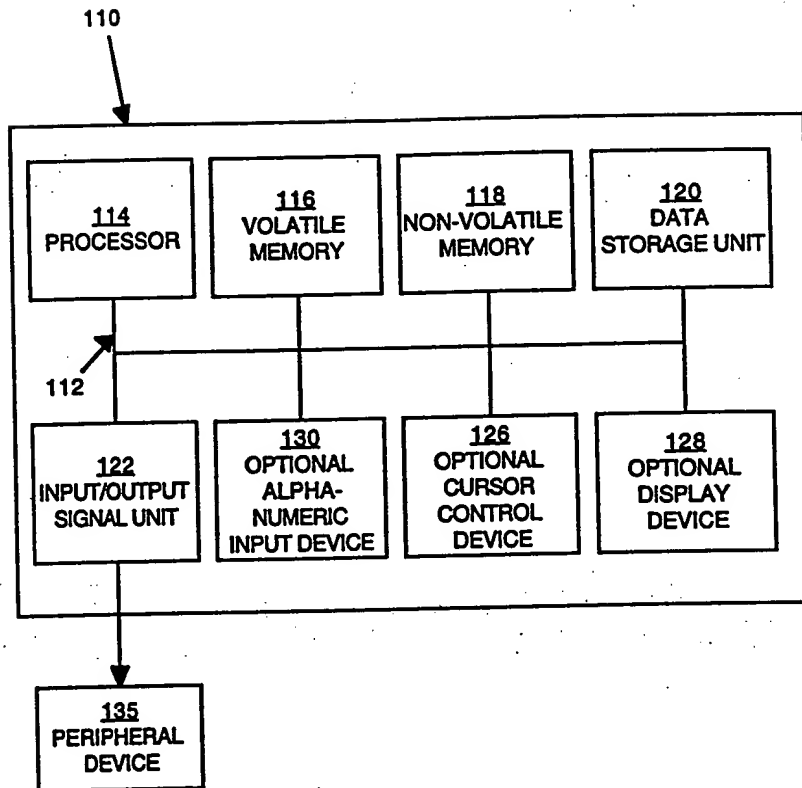 110
114
PROCESSOR
116
VOLATILE
MEMORY
118
NON-VOLATILE
MEMORY
120
DATA
STORAGE UNIT
112
122
INPUT/OUTPUT
SIGNAL UNIT
130
OPTIONAL
ALPHA-
NUMERIC
INPUT DEVICE
126
OPTIONAL
CURSOR
CONTROL
DEVICE
128
OPTIONAL
DISPLAY
DEVICE
135
PERIPHERAL
DEVICE